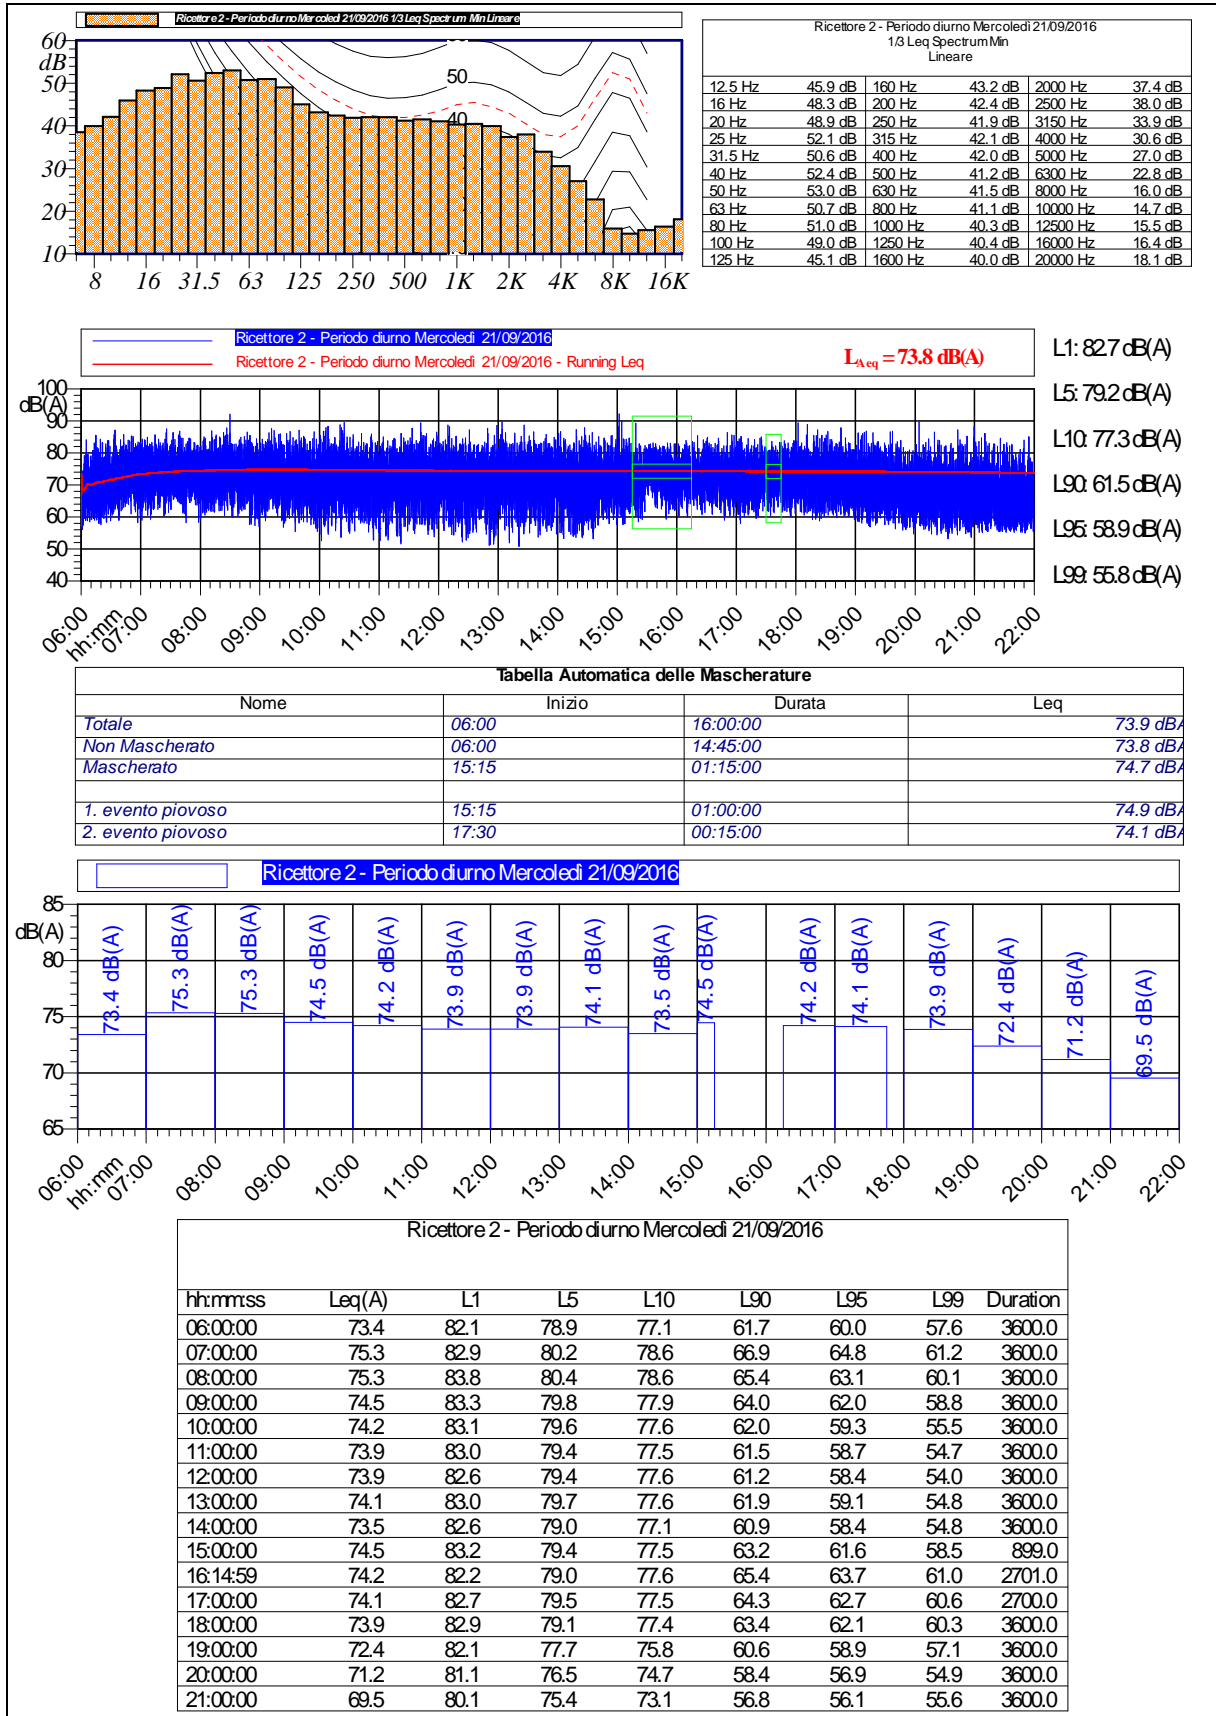 Ricettore 2 - Periodo diurno Mercoledì 21/09/2016 1/3 Leq Spectrum Min Lineare
60
dB
50
40
30
20
10
50
40
8 16 31.5 63 125 250 500 1K 2K 4K 8K 16K
Ricettore 2 - Periodo diurno Mercoledì 21/09/2016
1/3 Leq Spectrum Min
Lineare
12.5 Hz 45.9 dB 160 Hz 43.2 dB 2000 Hz 37.4 dB
16 Hz 48.3 dB 200 Hz 42.4 dB 2500 Hz 38.0 dB
20 Hz 48.9 dB 250 Hz 41.9 dB 3150 Hz 33.9 dB
25 Hz 52.1 dB 315 Hz 42.1 dB 4000 Hz 30.6 dB
31.5 Hz 50.6 dB 400 Hz 42.0 dB 5000 Hz 27.0 dB
40 Hz 52.4 dB 500 Hz 41.2 dB 6300 Hz 22.8 dB
50 Hz 53.0 dB 630 Hz 41.5 dB 8000 Hz 16.0 dB
63 Hz 50.7 dB 800 Hz 41.1 dB 10000 Hz 14.7 dB
80 Hz 51.0 dB 1000 Hz 40.3 dB 12500 Hz 15.5 dB
100 Hz 49.0 dB 1250 Hz 40.4 dB 16000 Hz 16.4 dB
125 Hz 45.1 dB 1600 Hz 40.0 dB 20000 Hz 18.1 dB
Ricettore 2 - Periodo diurno Mercoledì 21/09/2016
Ricettore 2 - Periodo diurno Mercoledì 21/09/2016 - Running Leq
LAeq = 73.8 dB(A)
L1: 82.7 dB(A)
L5: 79.2 dB(A)
L10: 77.3 dB(A)
L90: 61.5 dB(A)
L95: 58.9 dB(A)
L99: 55.8 dB(A)
100
dB(A)
90
80
70
60
50
40
06:00 07:00 08:00 09:00 10:00 11:00 12:00 13:00 14:00 15:00 16:00 17:00 18:00 19:00 20:00 21:00 22:00
hh:mm
Tabella Automatica delle Mascherature
Nome Inizio Durata Leq
Totale 06:00 16:00:00 73.9 dBA
Non Mascherato 06:00 14:45:00 73.8 dBA
Mascherato 15:15 01:15:00 74.7 dBA
1. evento piovoso 15:15 01:00:00 74.9 dBA
2. evento piovoso 17:30 00:15:00 74.1 dBA
Ricettore 2 - Periodo diurno Mercoledì 21/09/2016
85
dB(A)
80
75
70
65
73.4 dB(A) 75.3 dB(A) 75.3 dB(A) 74.5 dB(A) 74.2 dB(A) 73.9 dB(A) 73.9 dB(A) 74.1 dB(A) 73.5 dB(A) 74.5 dB(A) 74.2 dB(A) 74.1 dB(A) 73.9 dB(A) 72.4 dB(A) 71.2 dB(A) 69.5 dB(A)
06:00 07:00 08:00 09:00 10:00 11:00 12:00 13:00 14:00 15:00 16:00 17:00 18:00 19:00 20:00 21:00 22:00
hh:mm
Ricettore 2 - Periodo diurno Mercoledì 21/09/2016
hh:mm:ss Leq(A) L1 L5 L10 L90 L95 L99 Duration
06:00:00 73.4 82.1 78.9 77.1 61.7 60.0 57.6 3600.0
07:00:00 75.3 82.9 80.2 78.6 66.9 64.8 61.2 3600.0
08:00:00 75.3 83.8 80.4 78.6 65.4 63.1 60.1 3600.0
09:00:00 74.5 83.3 79.8 77.9 64.0 62.0 58.8 3600.0
10:00:00 74.2 83.1 79.6 77.6 62.0 59.3 55.5 3600.0
11:00:00 73.9 83.0 79.4 77.5 61.5 58.7 54.7 3600.0
12:00:00 73.9 82.6 79.4 77.6 61.2 58.4 54.0 3600.0
13:00:00 74.1 83.0 79.7 77.6 61.9 59.1 54.8 3600.0
14:00:00 73.5 82.6 79.0 77.1 60.9 58.4 54.8 3600.0
15:00:00 74.5 83.2 79.4 77.5 63.2 61.6 58.5 899.0
16:14:59 74.2 82.2 79.0 77.6 65.4 63.7 61.0 2701.0
17:00:00 74.1 82.7 79.5 77.5 64.3 62.7 60.6 2700.0
18:00:00 73.9 82.9 79.1 77.4 63.4 62.1 60.3 3600.0
19:00:00 72.4 82.1 77.7 75.8 60.6 58.9 57.1 3600.0
20:00:00 71.2 81.1 76.5 74.7 58.4 56.9 54.9 3600.0
21:00:00 69.5 80.1 75.4 73.1 56.8 56.1 55.6 3600.0